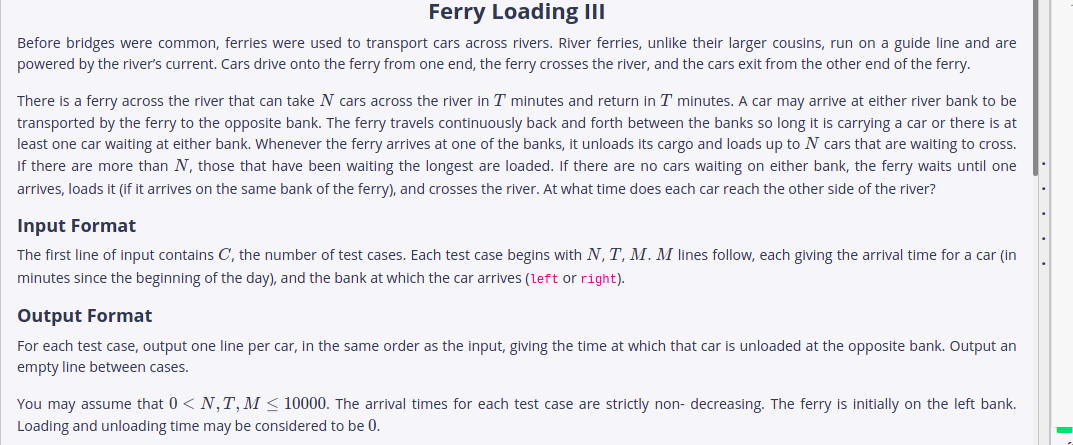 Ferry Loading III
Before bridges were common, ferries were used to transport cars across rivers. River ferries, unlike their larger cousins, run on a guide line and are
powered by the river's current. Cars drive onto the ferry from one end, the ferry crosses the river, and the cars exit from the other end of the ferry.
There is a ferry across the river that can take N cars across the river in T minutes and return in T minutes. A car may arrive at either river bank to be
transported by the ferry to the opposite bank. The ferry travels continuously back and forth between the banks so long it is carrying a car or there is at
least one car waiting at either bank. Whenever the ferry arrives at one of the banks, it unloads its cargo and loads up to N cars that are waiting to cross.
If there are more than N, those that have been waiting the longest are loaded. If there are no cars waiting on either bank, the ferry waits until one
arrives, loads it (if it arrives on the same bank of the ferry), and crosses the river. At what time does each car reach the other side of the river?
Input Format
The first line of input contains C, the number of test cases. Each test case begins with N, T, M. M lines follow, each giving the arrival time for a car (in
minutes since the beginning of the day), and the bank at which the car arrives (left or right).
Output Format
For each test case, output one line per car, in the same order as the input, giving the time at which that car is unloaded at the opposite bank. Output an
empty line between cases.
You may assume that 0 < N, T, M ≤ 10000. The arrival times for each test case are strictly non- decreasing. The ferry is initially on the left bank.
Loading and unloading time may be considered to be 0.